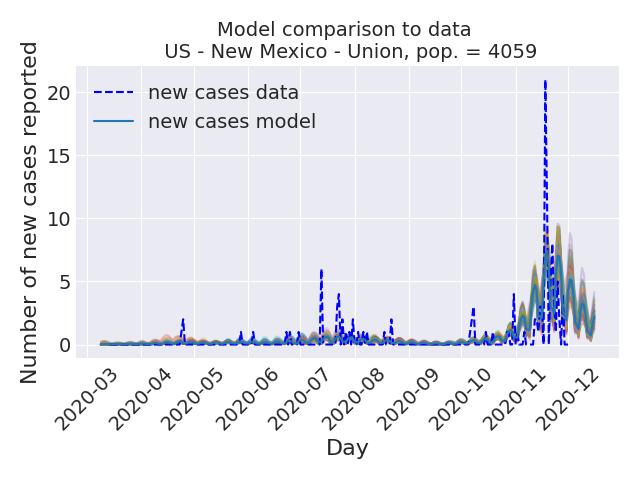 Model comparison to data
US - New Mexico - Union, pop. = 4059
Number of new cases reported
20
15
10
5
0
new cases data
new cases model
2020-03
2020-04
2020-05
2020-06
2020-07
2020-08
2020-09
2020-10
2020-11
2020-12
Day